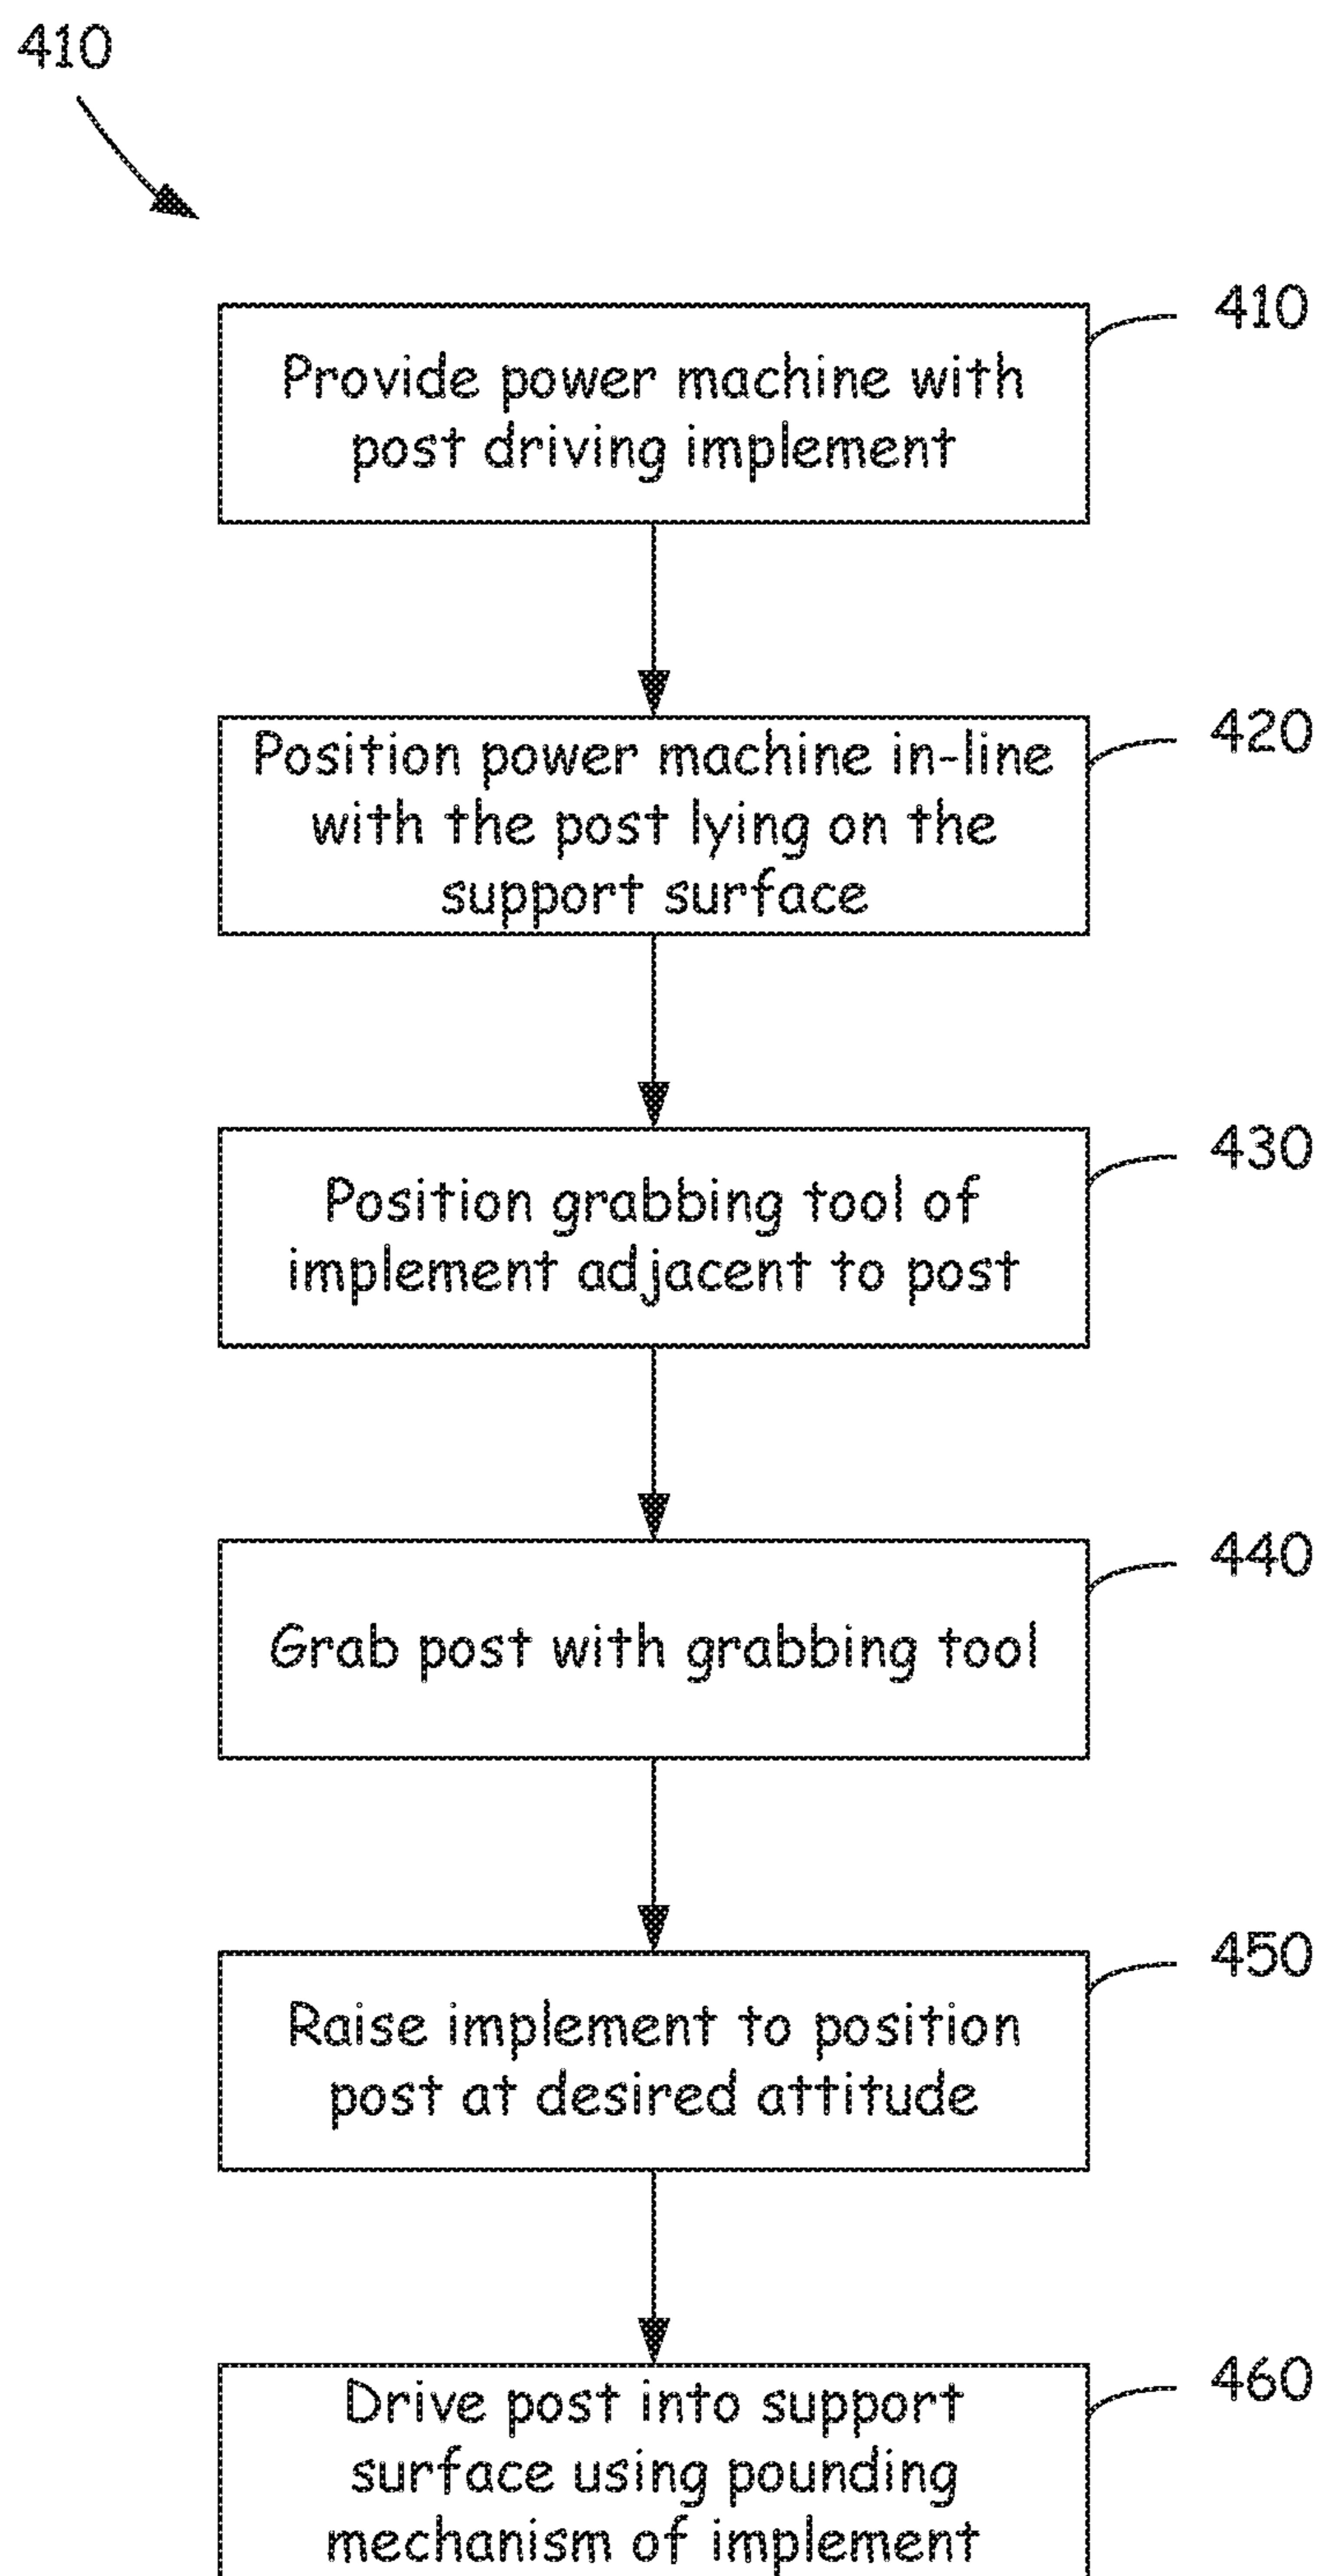 410
410
Provide power machine with
post driving implement
420
Position power machine in-line
with the post lying on the
support surface
430
Position grabbing tool of
implement adjacent to post
440
Grab post with grabbing tool
450
Raise implement to position
post at desired attitude
460
Drive post into support
surface using pounding
mechanism of implement